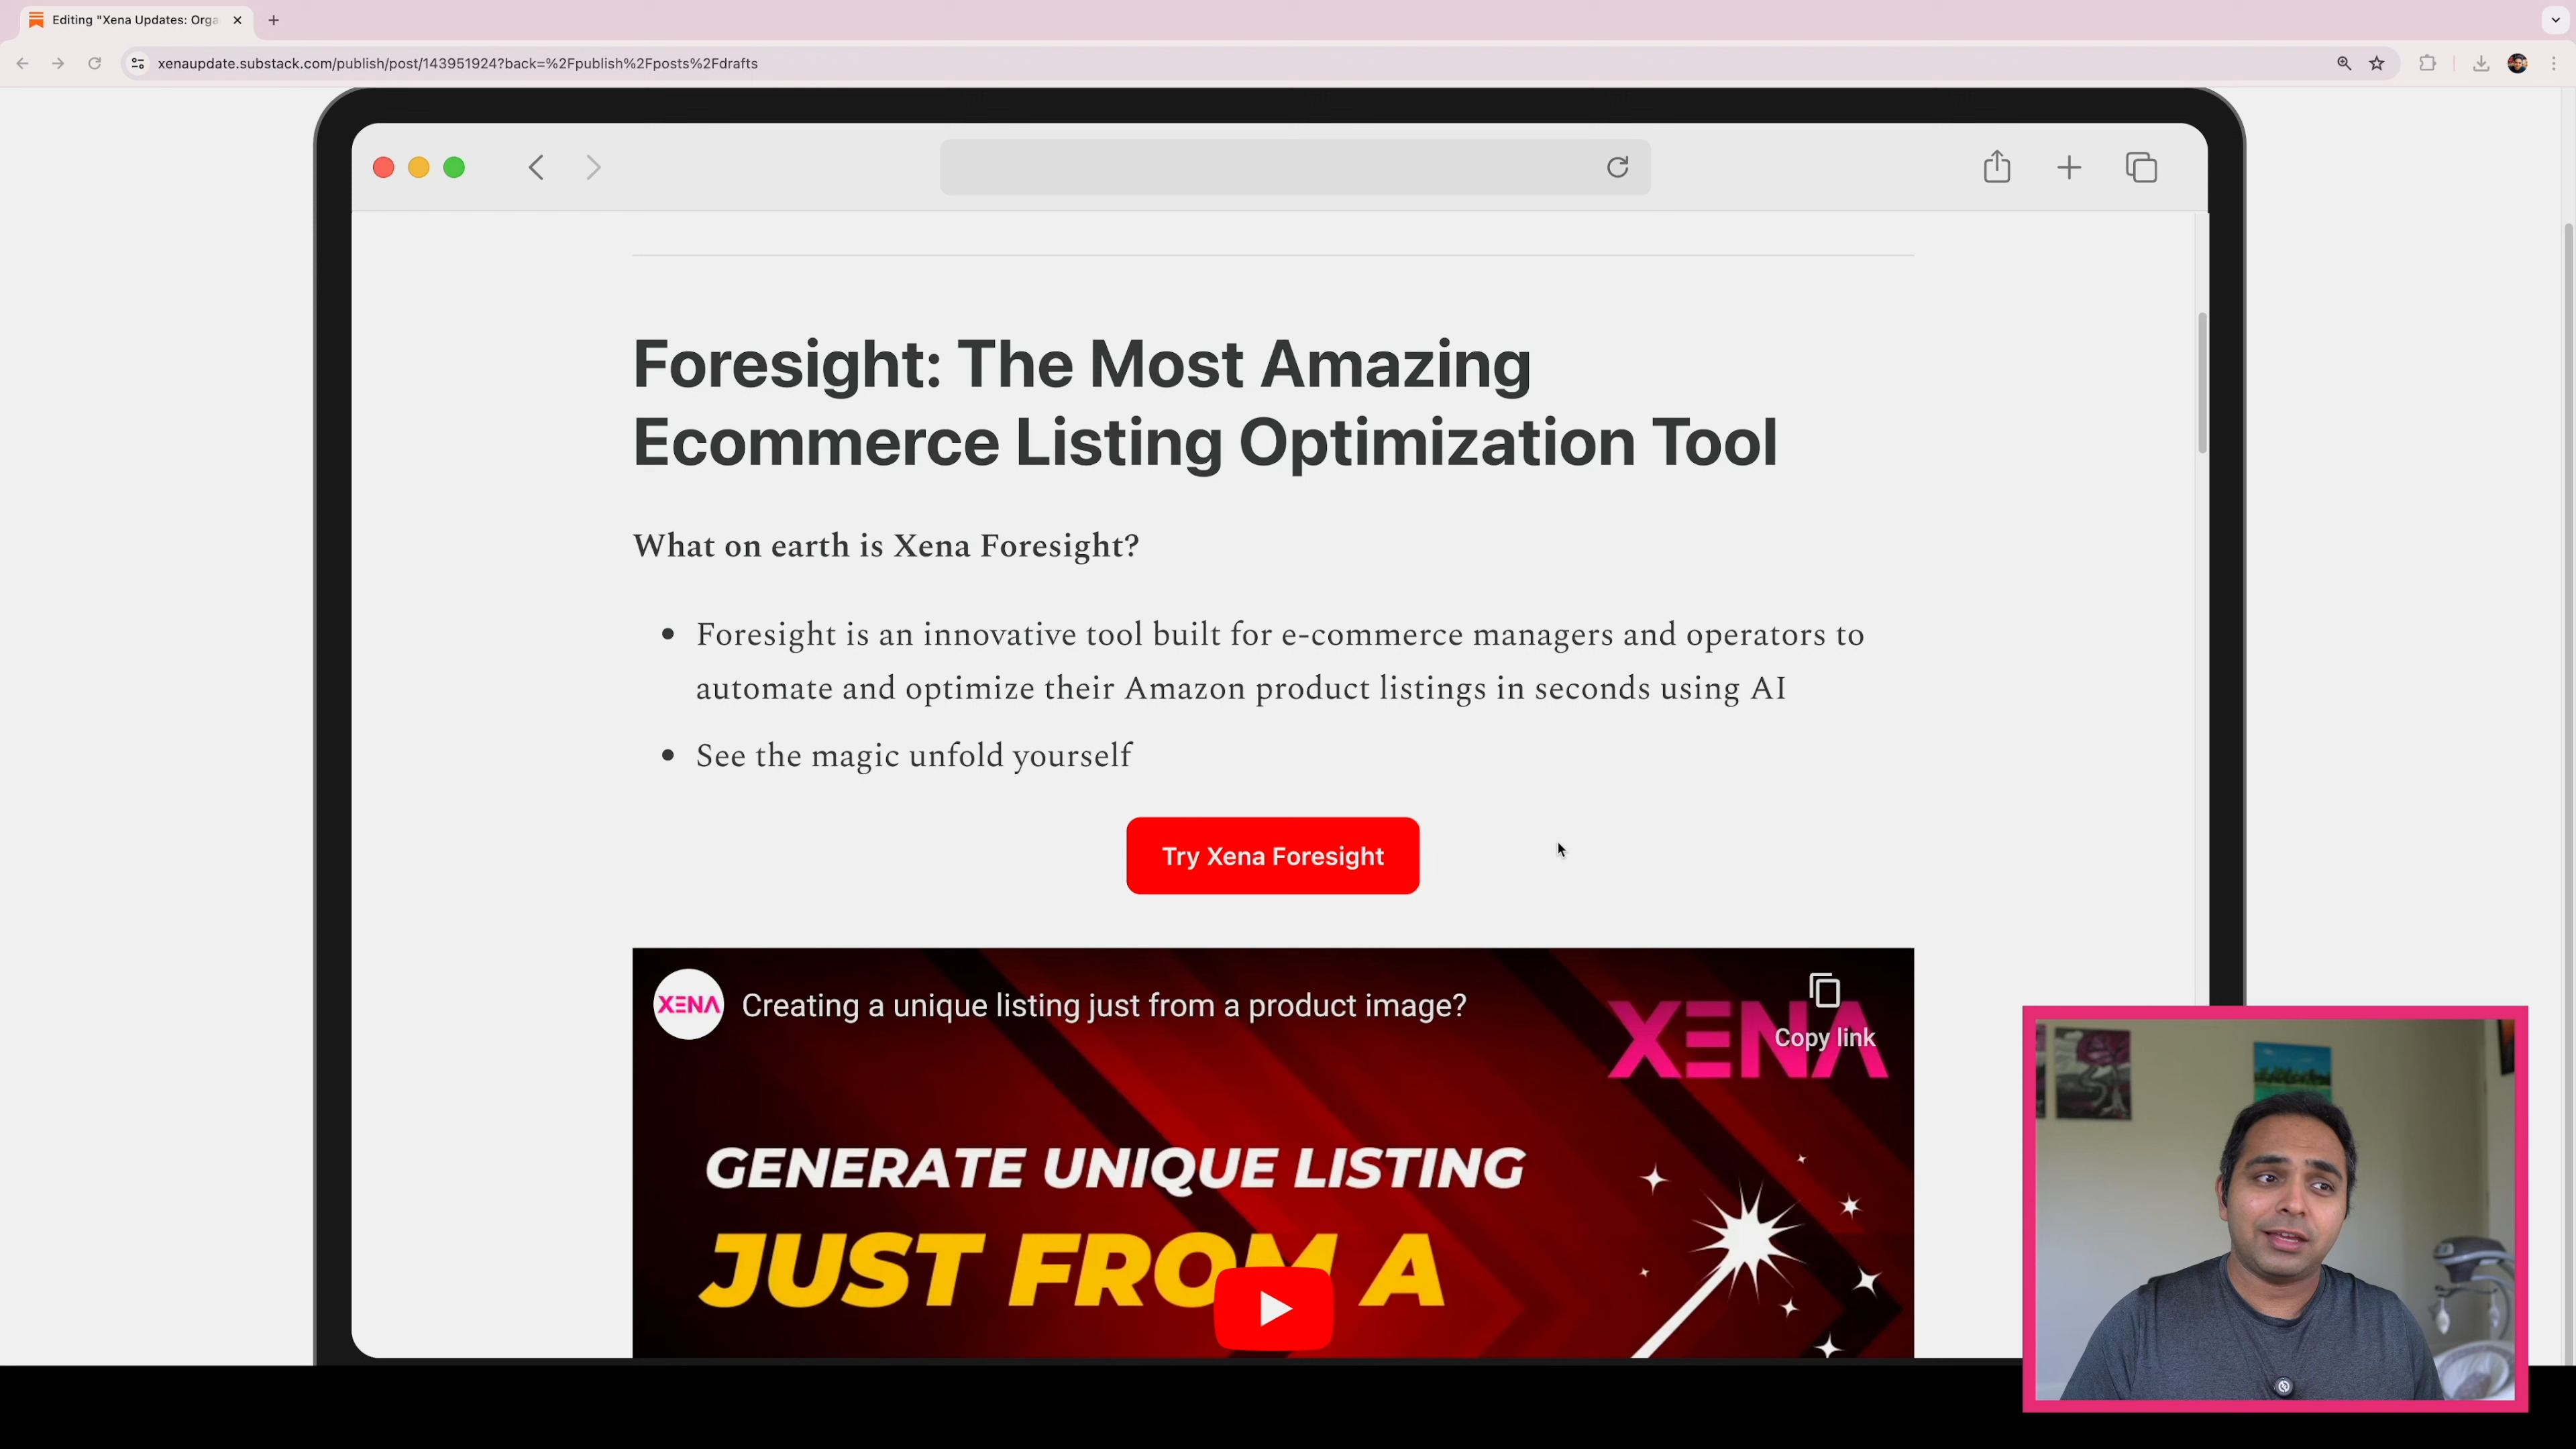 Editing "Xena Updates: Orga
xenaupdate.substack.com/publish/post/143951924?back=%2Fpublish%2Fposts%2Fdrafts
Foresight: The Most Amazing
Ecommerce Listing Optimization Tool
What on earth is Xena Foresight?
Foresight is an innovative tool built for e-commerce managers and operators to
automate and optimize their Amazon product listings in seconds using AI
See the magic unfold yourself
Try Xena Foresight
XENA
Creating a unique listing just from a product image?
XENA
Copy link
GENERATE UNIQUE LISTING
JUST FROM A